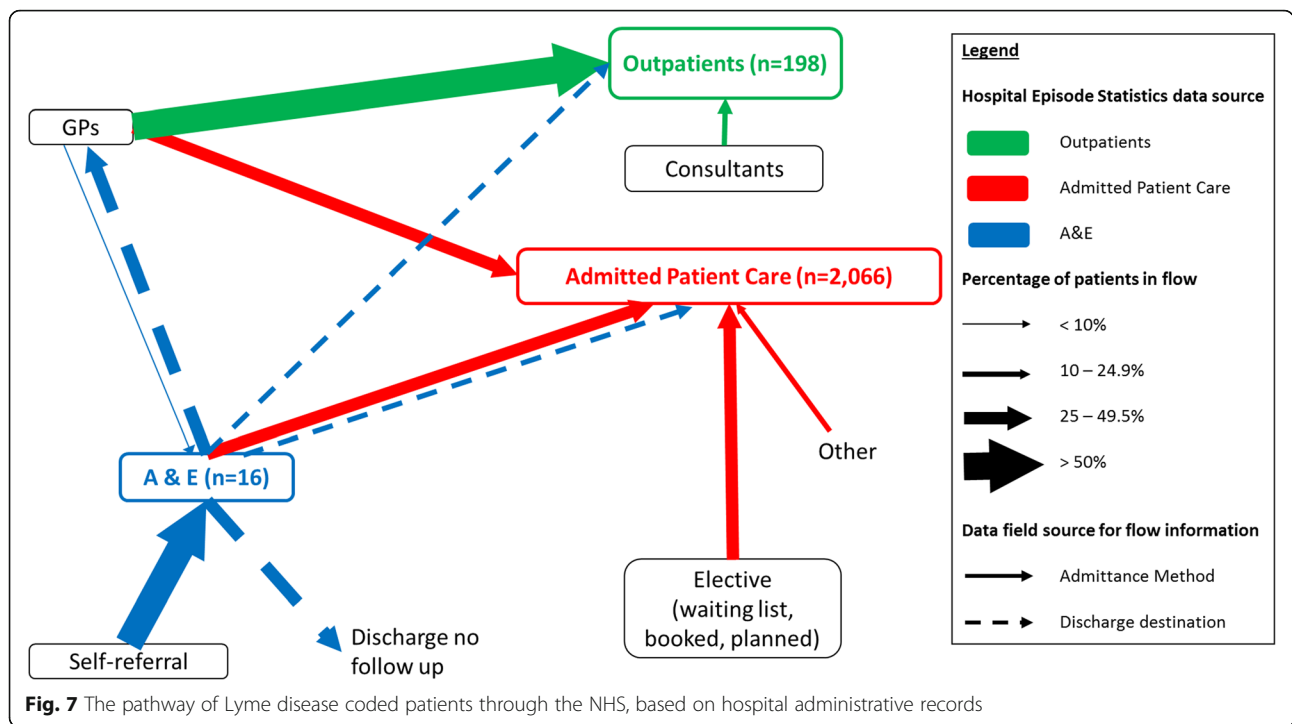 Outpatients (n=198)
GPs
Consultants
Admitted Patient Care (n=2,066)
Other
A & E (n=16)
Elective
(waiting list,
booked, planned)
Discharge no
follow up
Self-referral
Legend
Hospital Episode Statistics data source
Outpatients
Admitted Patient Care
A&E
Percentage of patients in flow
< 10%
10 – 24.9%
25 – 49.5%
> 50%
Data field source for flow information
Admittance Method
Discharge destination
Fig. 7 The pathway of Lyme disease coded patients through the NHS, based on hospital administrative records